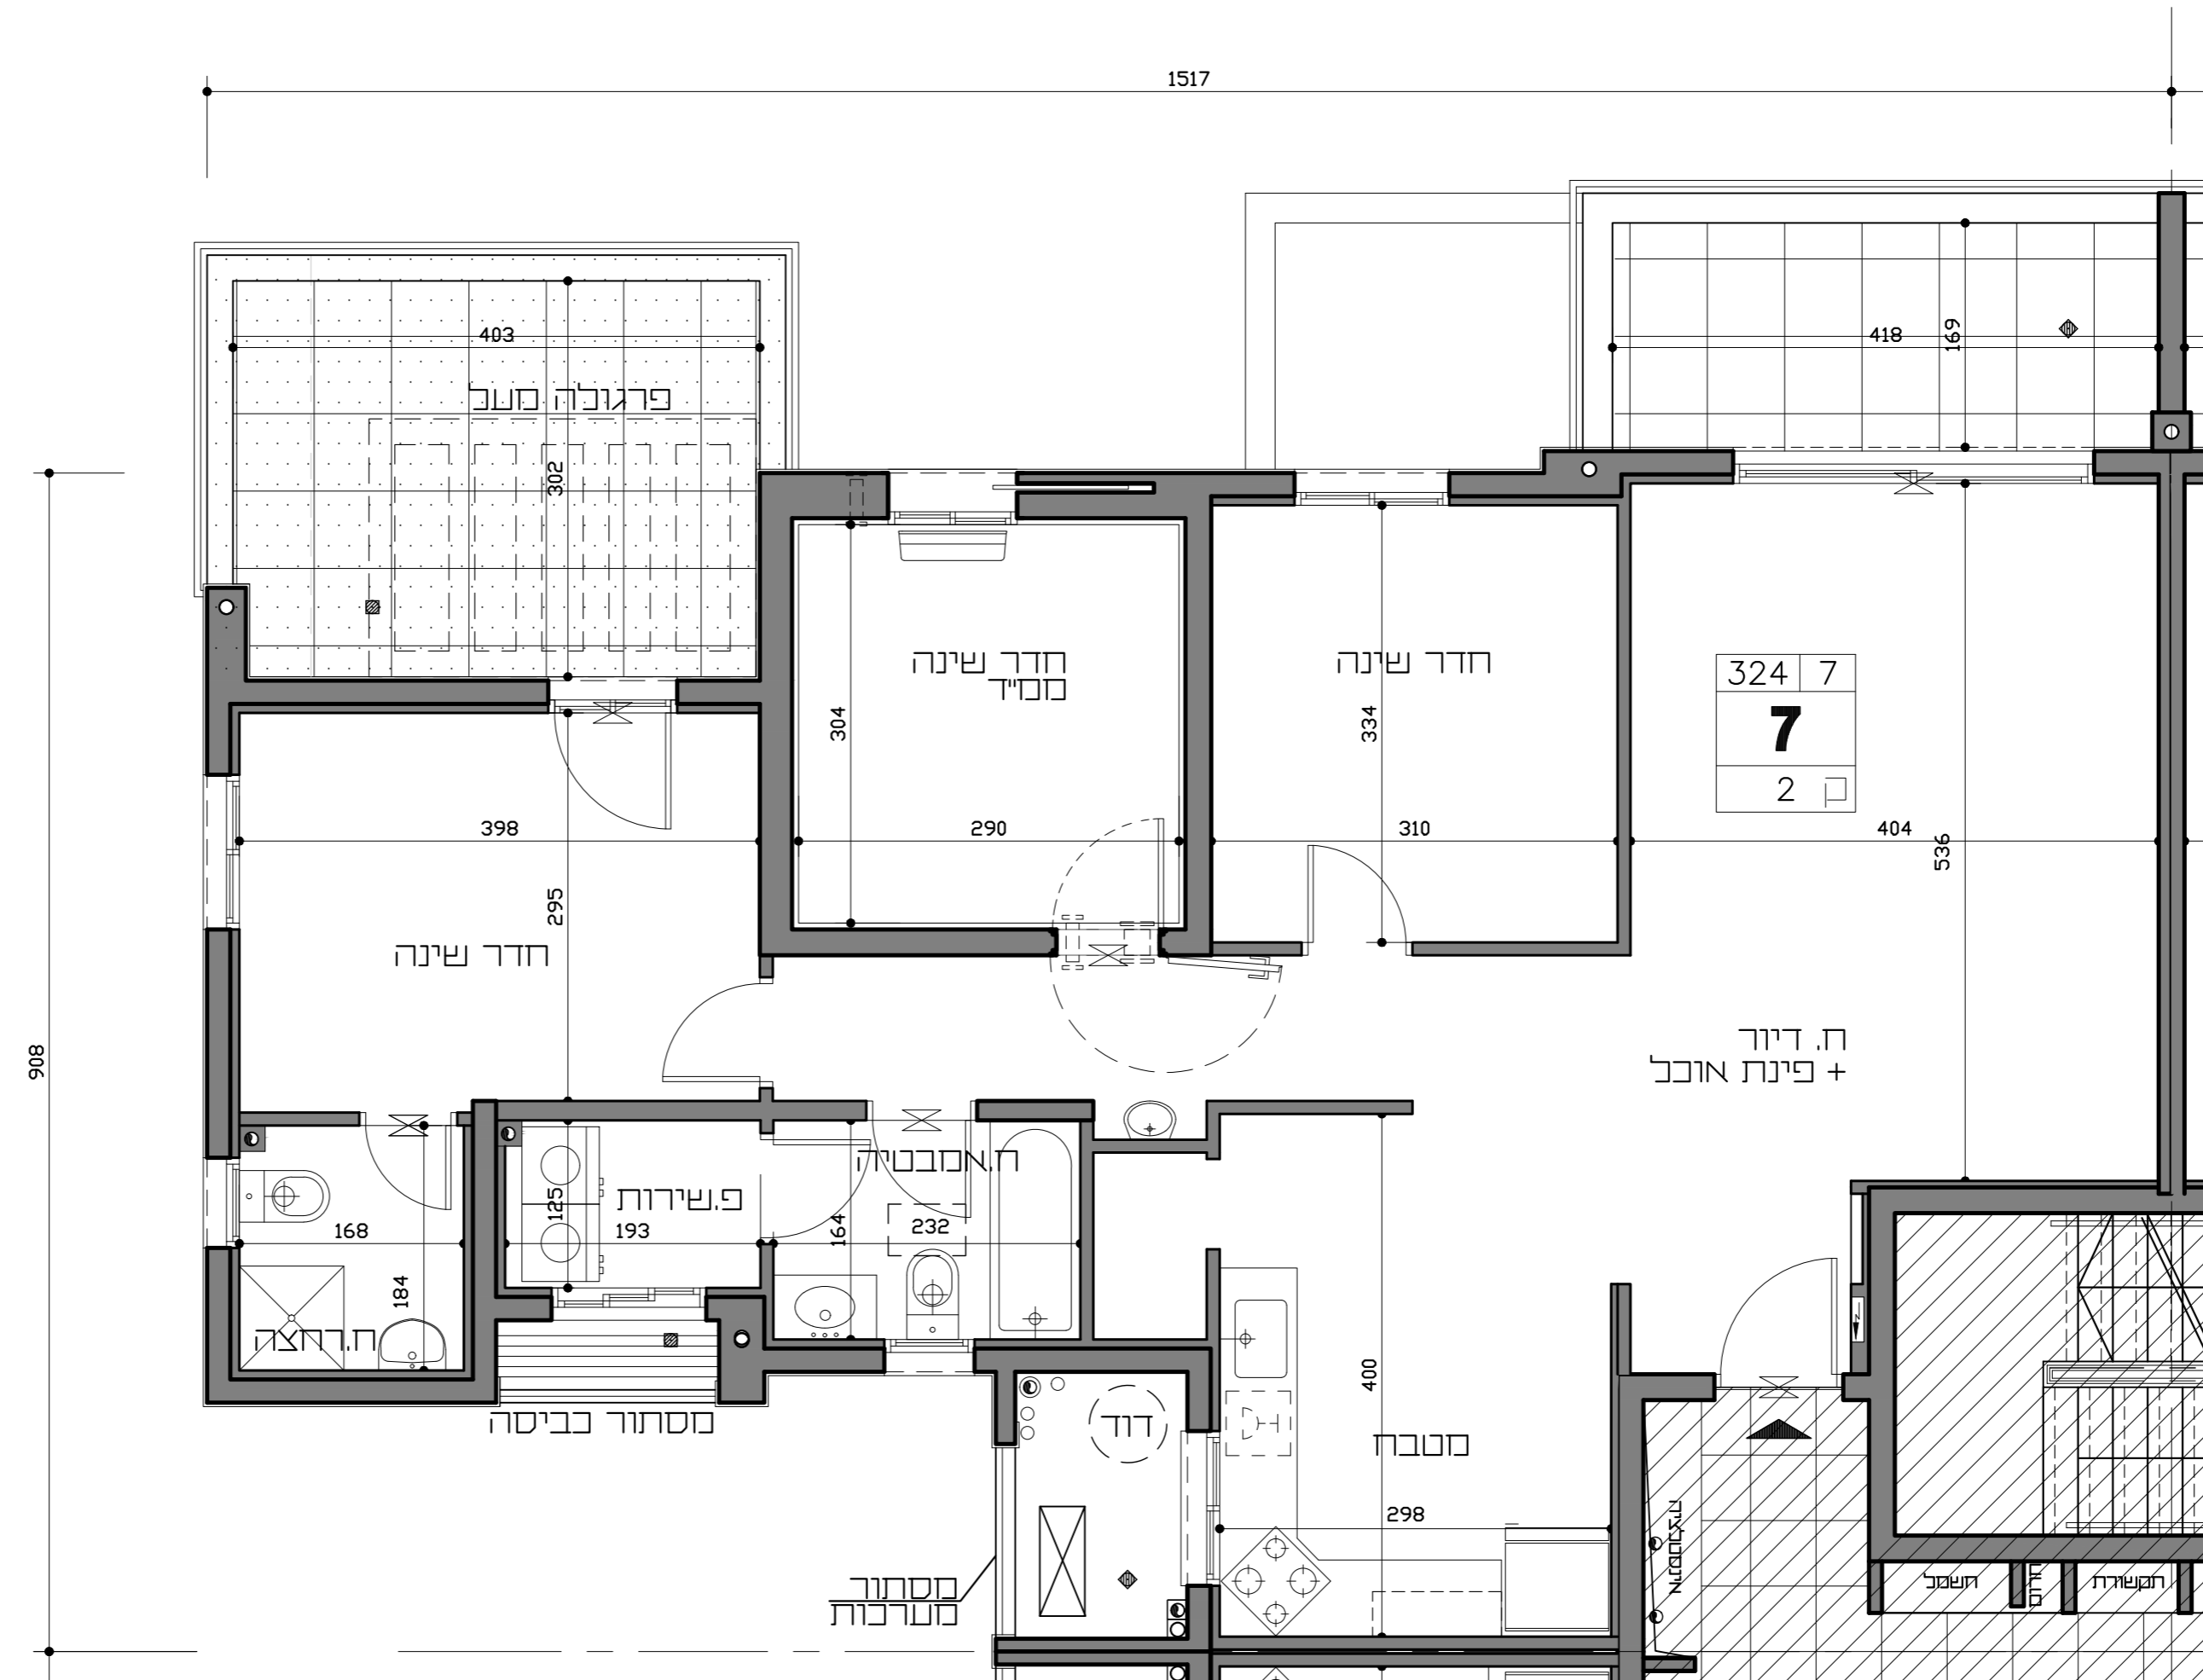 1517
403
418
169
פרגולה מעל
302
חדר שינה
ממ"ד
חדר שינה
324 7
7
ק 2
304
334
398
290
310
404
536
295
חדר שינה
908
ח. דיור
+ פינת אוכל
ח.אמבטיה
פ.שירות
125
193
164
232
168
184
ח.רחצה
400
מסתור כביסה
דוד
מטבח
298
מסתור
מערכות
חשמל
תקשורת